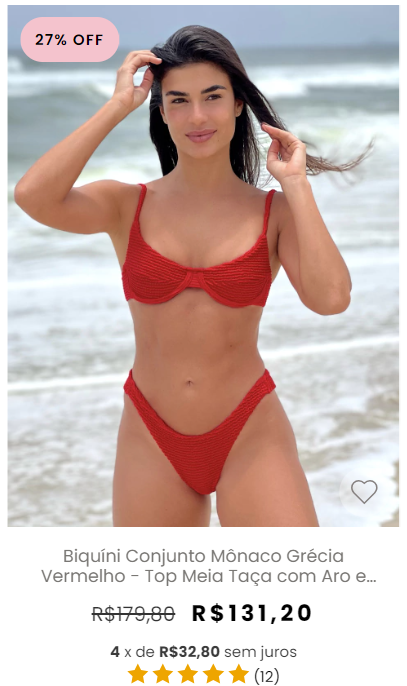 27% OFF
Biquíni Conjunto Mônaco Grécia
Vermelho - Top Meia Taça com Aro e...
R$179,80 R$131,20
4 x de R$32,80 sem juros
(12)